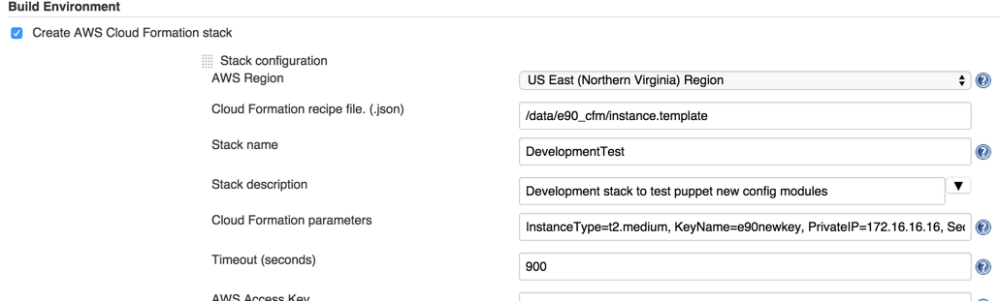 Build Environment
Create AWS Cloud Formation stack
Stack configuration
AWS Region
US East (Northern Virginia) Region
Cloud Formation recipe file. (.json)
/data/e90_cfm/instance.template
Stack name
DevelopmentTest
Stack description
Development stack to test puppet new config modules
Cloud Formation parameters
InstanceType=t2.medium, KeyName=e90newkey, PrivateIP=172.16.16.16, Sec
Timeout (seconds)
900
AWS Access Key